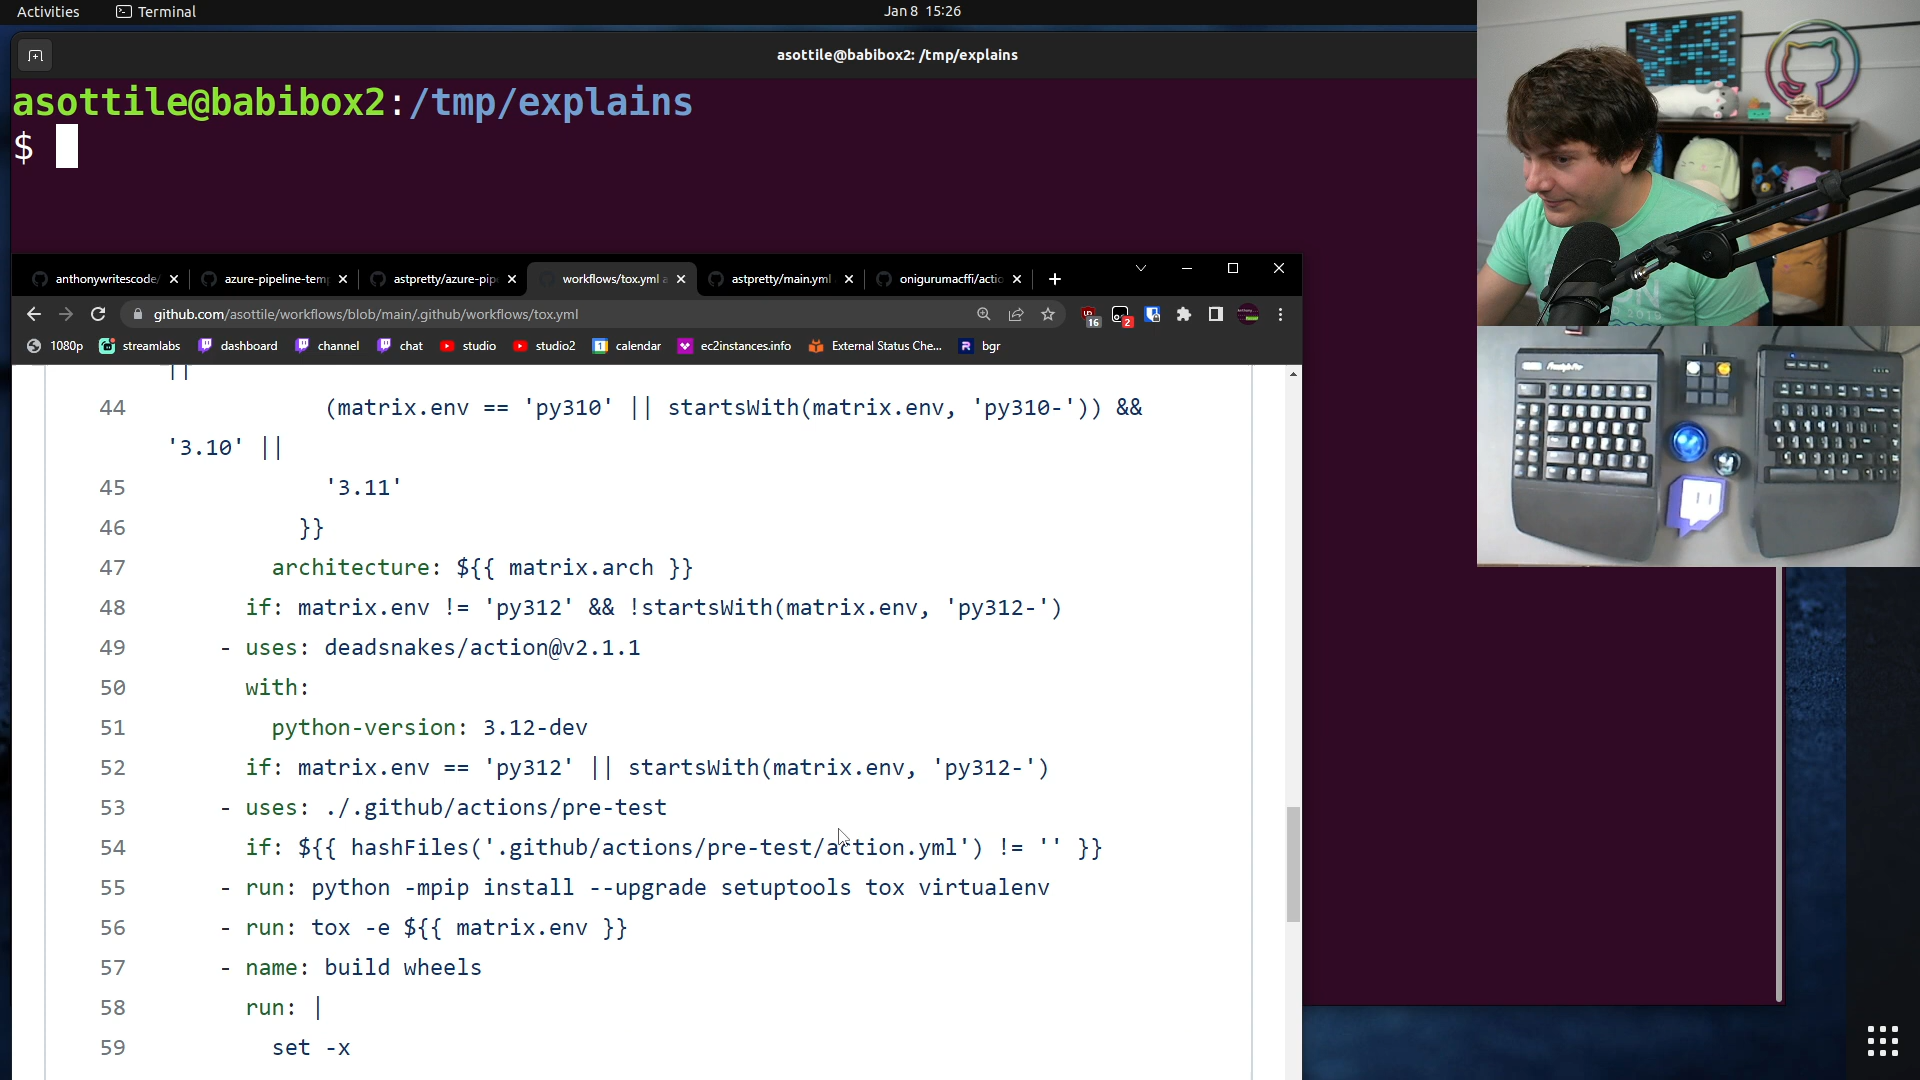 Activities
Terminal
Jan 8 15:26
asottile@babibox2: /tmp/explains
asottile@babibox2:/tmp/explains
$
anthonywritescode/
azure-pipeline-tem
astpretty/azure-pip
workflows/tox.yml a
astpretty/main.yml
onigurumacffi/actio
github.com/asottile/workflows/blob/main/.github/workflows/tox.yml
16
2
1080p
streamlabs
dashboard
channel
chat
studio
studio2
calendar
ec2instances.info
External Status Che...
bgr
||
44 (matrix.env == 'py310' || startsWith(matrix.env, 'py310-')) &&
'3.10' ||
45 '3.11'
46 }}
47 architecture: ${{ matrix.arch }}
48 if: matrix.env != 'py312' && !startsWith(matrix.env, 'py312-')
49 - uses: deadsnakes/action@v2.1.1
50 with:
51 python-version: 3.12-dev
52 if: matrix.env == 'py312' || startsWith(matrix.env, 'py312-')
53 - uses: ./.github/actions/pre-test
54 if: ${{ hashFiles('.github/actions/pre-test/action.yml') != '' }}
55 - run: python -mpip install --upgrade setuptools tox virtualenv
56 - run: tox -e ${{ matrix.env }}
57 - name: build wheels
58 run: |
59 set -x